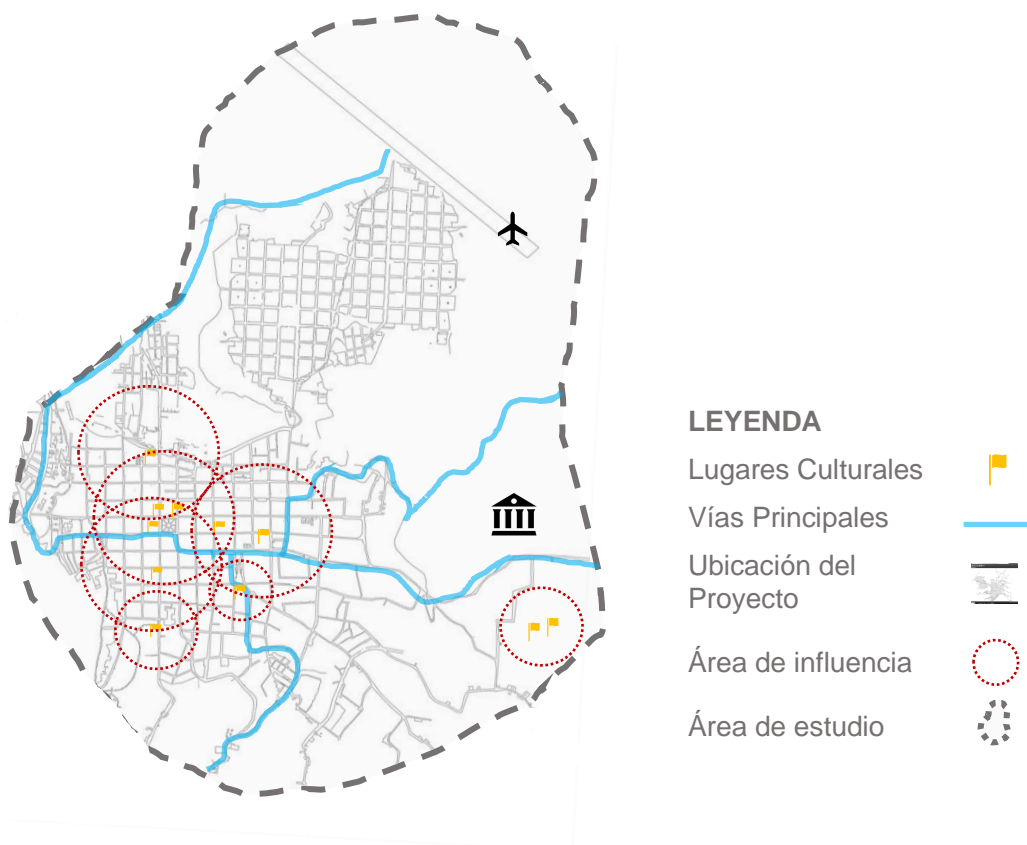 LEYENDA
Lugares Culturales
Vías Principales
Ubicación del
Proyecto
Área de influencia
Área de estudio